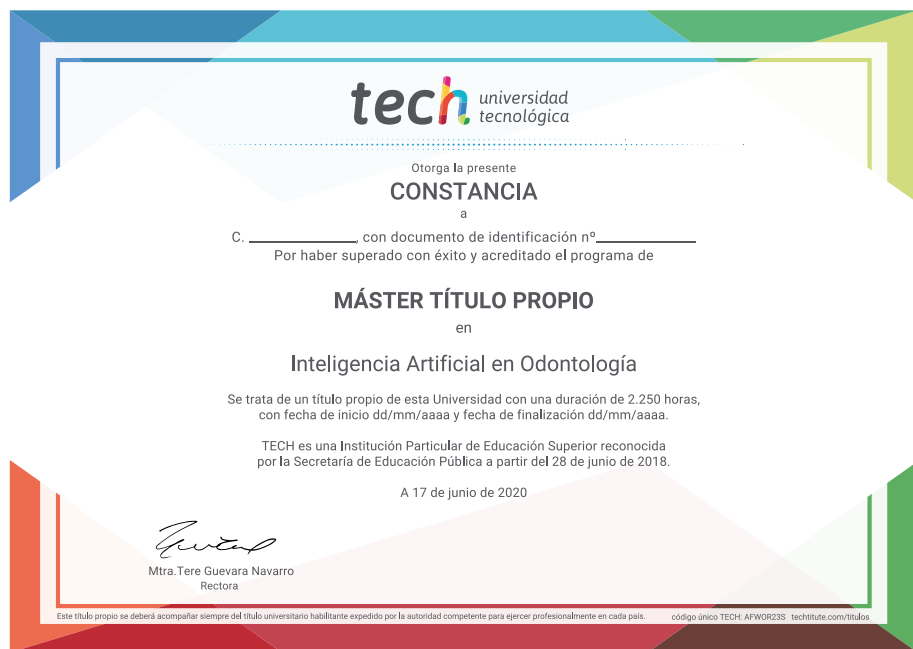 tech universidad
tecnológica
Otorga la presente
CONSTANCIA
a
C. ____________, con documento de identificación nº____________
Por haber superado con éxito y acreditado el programa de
MÁSTER TÍTULO PROPIO
en
Inteligencia Artificial en Odontología
Se trata de un título propio de esta Universidad con una duración de 2.250 horas,
con fecha de inicio dd/mm/aaaa y fecha de finalización dd/mm/aaaa.
TECH es una Institución Particular de Educación Superior reconocida
por la Secretaría de Educación Pública a partir del 28 de junio de 2018.
A 17 de junio de 2020
Mtra.Tere Guevara Navarro
Rectora
Este título propio se deberá acompañar siempre del título universitario habilitante expedido por la autoridad competente para ejercer profesionalmente en cada país. código único TECH: AFWOR23S techtitute.com/titulos